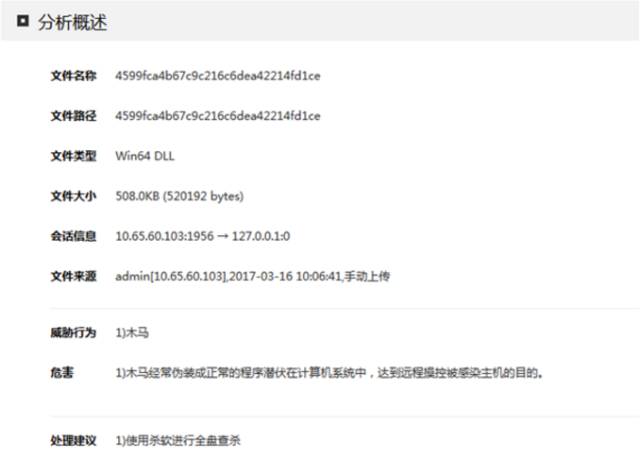 分析概述
文件名称 4599fca4b67c9c216c6dea42214fd1ce
文件路径 4599fca4b67c9c216c6dea42214fd1ce
文件类型 Win64 DLL
文件大小 508.0KB (520192 bytes)
会话信息 10.65.60.103:1956 → 127.0.0.1:0
文件来源 admin[10.65.60.103],2017-03-16 10:06:41,手动上传
威胁行为 1)木马
危害 1)木马经常伪装成正常的程序潜伏在计算机系统中，达到远程操控被感染主机的目的。
处理建议 1)使用杀软进行全盘查杀